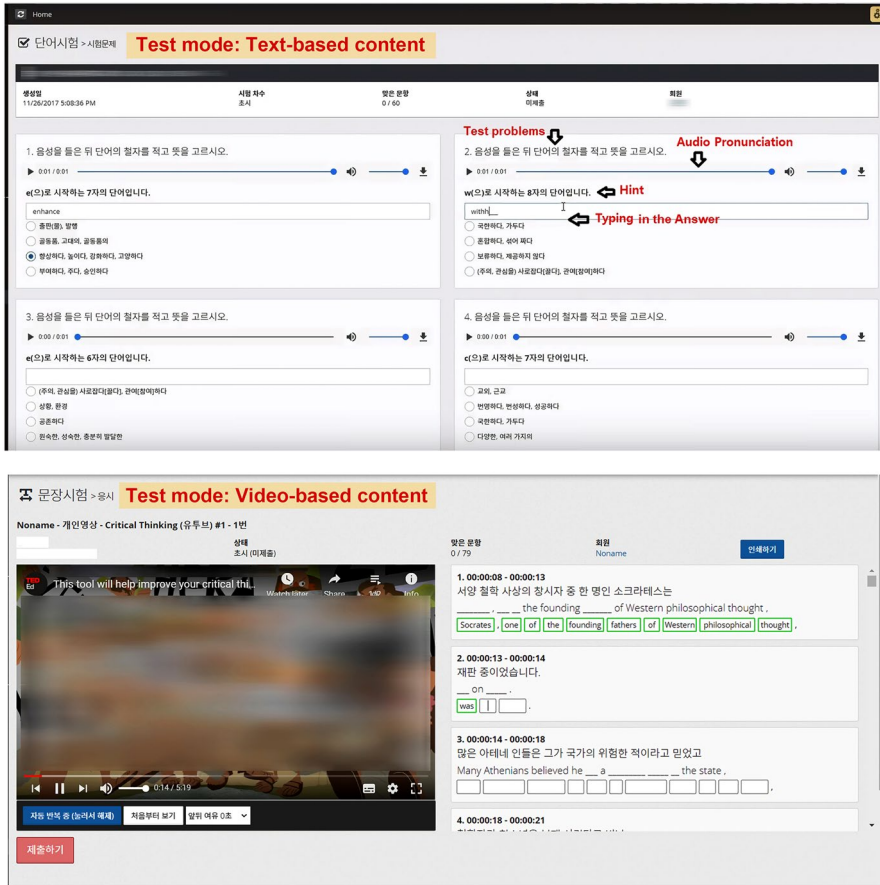 Home
단어시험 > 시험문제 Test mode: Text-based content
생성일 시험 차수 맞은 문항 상태 회원
11/26/2017 5:08:36 PM 초시 0 / 60 미제출
1. 음성을 들은 뒤 단어의 철자를 적고 뜻을 고르시오.
0:01 / 0:01
e(으)로 시작하는 7자의 단어입니다.
enhance
출판(물), 발행
골동품, 고대의, 골동품의
향상하다, 높이다, 강화하다, 고양하다
부여하다, 주다, 승인하다
Test problems
2. 음성을 들은 뒤 단어의 철자를 적고 뜻을 고르시오.
Audio Pronunciation
0:01 / 0:01
w(으)로 시작하는 8자의 단어입니다. Hint
withh__
Typing in the Answer
국한하다, 가두다
혼합하다, 섞어 짜다
보류하다, 제공하지 않다
(주의, 관심을) 사로잡다(끌다), 관여[참여]하다
3. 음성을 들은 뒤 단어의 철자를 적고 뜻을 고르시오.
0:00 / 0:01
e(으)로 시작하는 6자의 단어입니다.
(주의, 관심을) 사로잡다[끌다], 관여[참여]하다
상황, 환경
공존하다
원숙한, 성숙한, 충분히 발달한
4. 음성을 들은 뒤 단어의 철자를 적고 뜻을 고르시오.
0:00 / 0:01
c(으)로 시작하는 7자의 단어입니다.
교외, 근교
번영하다, 번성하다, 성공하다
국한하다, 가두다
다양한, 여러 가지의
문장시험 > 응시 Test mode: Video-based content
Noname - 개인영상 - Critical Thinking (유투브) #1 - 1번
상태 맞은 문항 회원
초시 (미제출) 0 / 79 Noname
인쇄하기
TED Ed
This tool will help improve your critical thi...
Watch later Share Info
0:14 / 5:19
자동 반복 중 (눌러서 해제) 처음부터 보기 앞뒤 여유 0초
제출하기
1. 00:00:08 - 00:00:13
서양 철학 사상의 창시자 중 한 명인 소크라테스는
________ , ___ __ the founding _______ of Western philosophical thought ,
Socrates , one of the founding fathers of Western philosophical thought ,
2. 00:00:13 - 00:00:14
재판 중이었습니다.
___ on _____ .
was .
3. 00:00:14 - 00:00:18
많은 아테네 인들은 그가 국가의 위험한 적이라고 믿었고
Many Athenians believed he ___ a _________ _____ __ the state ,
,
4. 00:00:18 - 00:00:21